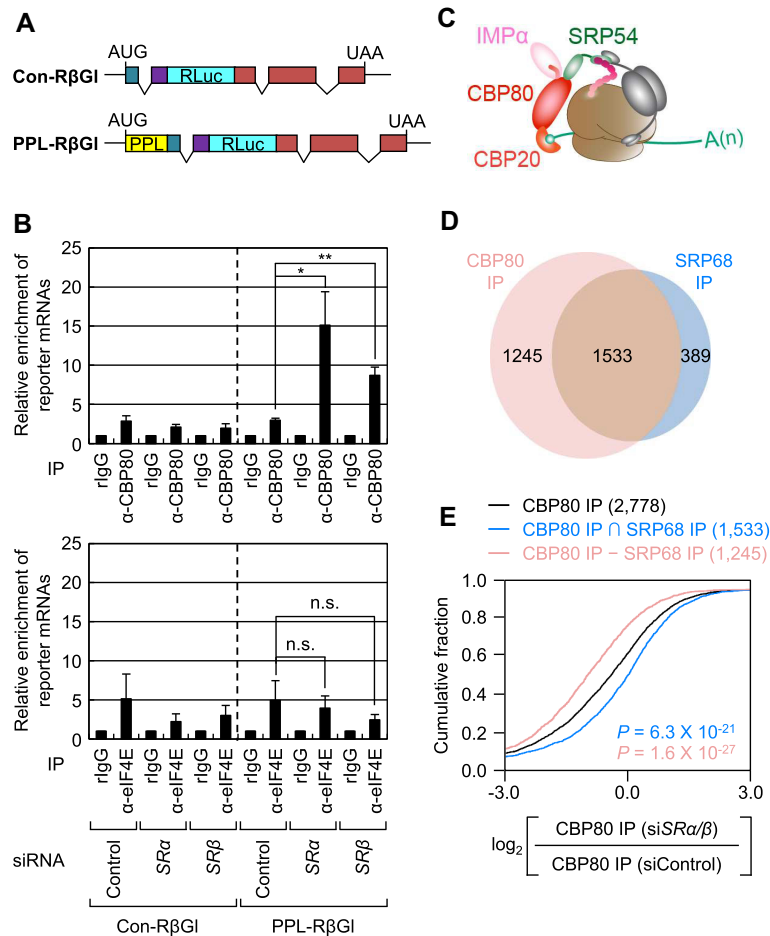 A
AUG
UAA
Con-RβGl
RLuc
AUG
UAA
PPL-RβGl
PPL
RLuc
B
Relative enrichment of
reporter mRNAs
25
20
15
10
5
0
*
**
IP
rIgG
α-CBP80
rIgG
α-CBP80
rIgG
α-CBP80
rIgG
α-CBP80
rIgG
α-CBP80
rIgG
α-CBP80
Relative enrichment of
reporter mRNAs
25
20
15
10
5
0
n.s.
n.s.
IP
rIgG
α-eIF4E
rIgG
α-eIF4E
rIgG
α-eIF4E
rIgG
α-eIF4E
rIgG
α-eIF4E
rIgG
α-eIF4E
siRNA
Control
SRα
SRβ
Control
SRα
SRβ
Con-RβGl
PPL-RβGl
C
IMPα
SRP54
CBP80
CBP20
A(n)
D
CBP80
IP
SRP68
IP
1245
1533
389
E
CBP80 IP (2,778)
CBP80 IP ∩ SRP68 IP (1,533)
CBP80 IP − SRP68 IP (1,245)
Cumulative fraction
1.0
0.8
0.6
0.4
0.2
0.0
P = 6.3 X 10⁻²¹
P = 1.6 X 10⁻²⁷
-3.0
0.0
3.0
log₂
CBP80 IP (siSRα/β)
CBP80 IP (siControl)